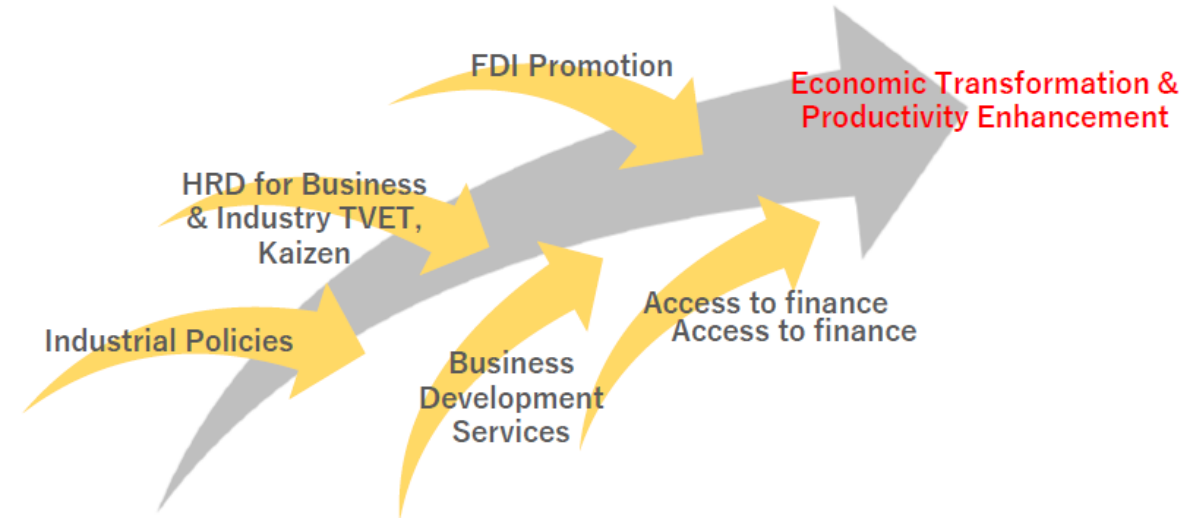 FDI Promotion
Economic Transformation &
Productivity Enhancement
HRD for Business
& Industry TVET,
Kaizen
Industrial Policies
Business
Development
Services
Access to finance
Access to finance